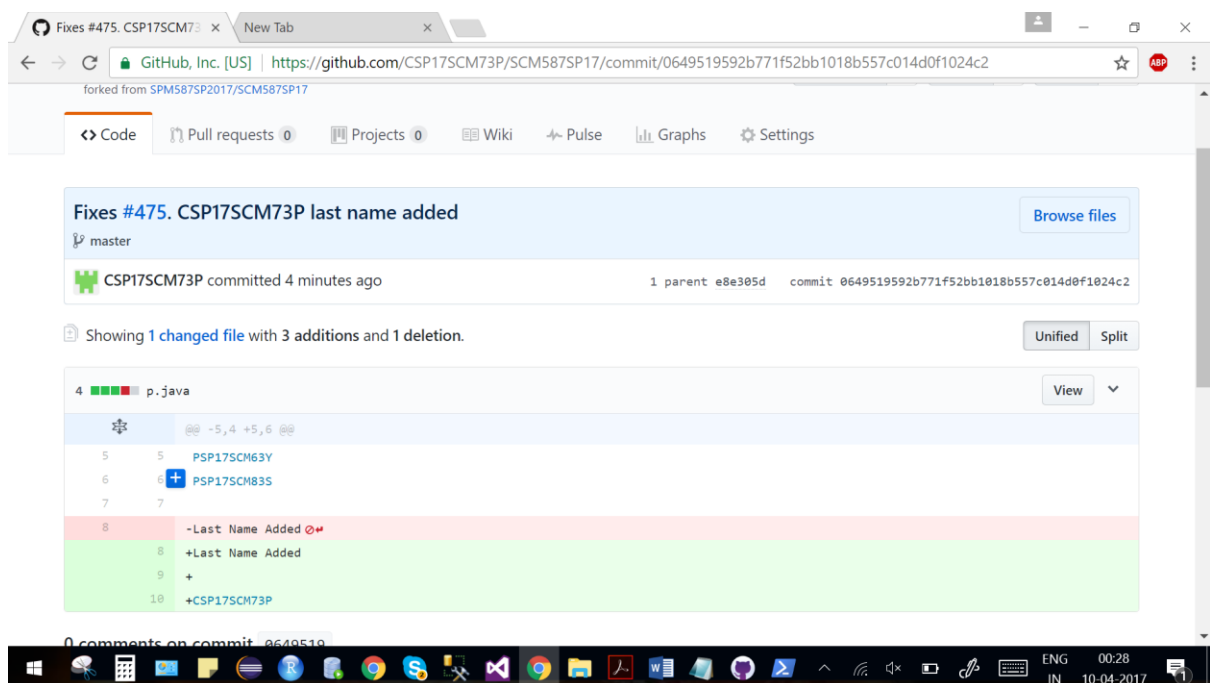 Fixes #475. CSP17SCM73 New Tab
GitHub, Inc. [US] | https://github.com/CSP17SCM73P/SCM587SP17/commit/0649519592b771f52bb1018b557c014d0f1024c2 ABP
forked from SPM587SP2017/SCM587SP17
<> Code Pull requests 0 Projects 0 Wiki Pulse Graphs Settings
Fixes #475. CSP17SCM73P last name added Browse files
master
CSP17SCM73P committed 4 minutes ago 1 parent e8e305d commit 0649519592b771f52bb1018b557c014d0f1024c2
Showing 1 changed file with 3 additions and 1 deletion. Unified Split
4 p.java View
@@ -5,4 +5,6 @@
5 5 PSP17SCM63Y
6 6 + PSP17SCM83S
7 7
8 -Last Name Added
8 +Last Name Added
9 +
10 +CSP17SCM73P
0 comments on commit 0649519
ENG 00:28
IN 10-04-2017 1